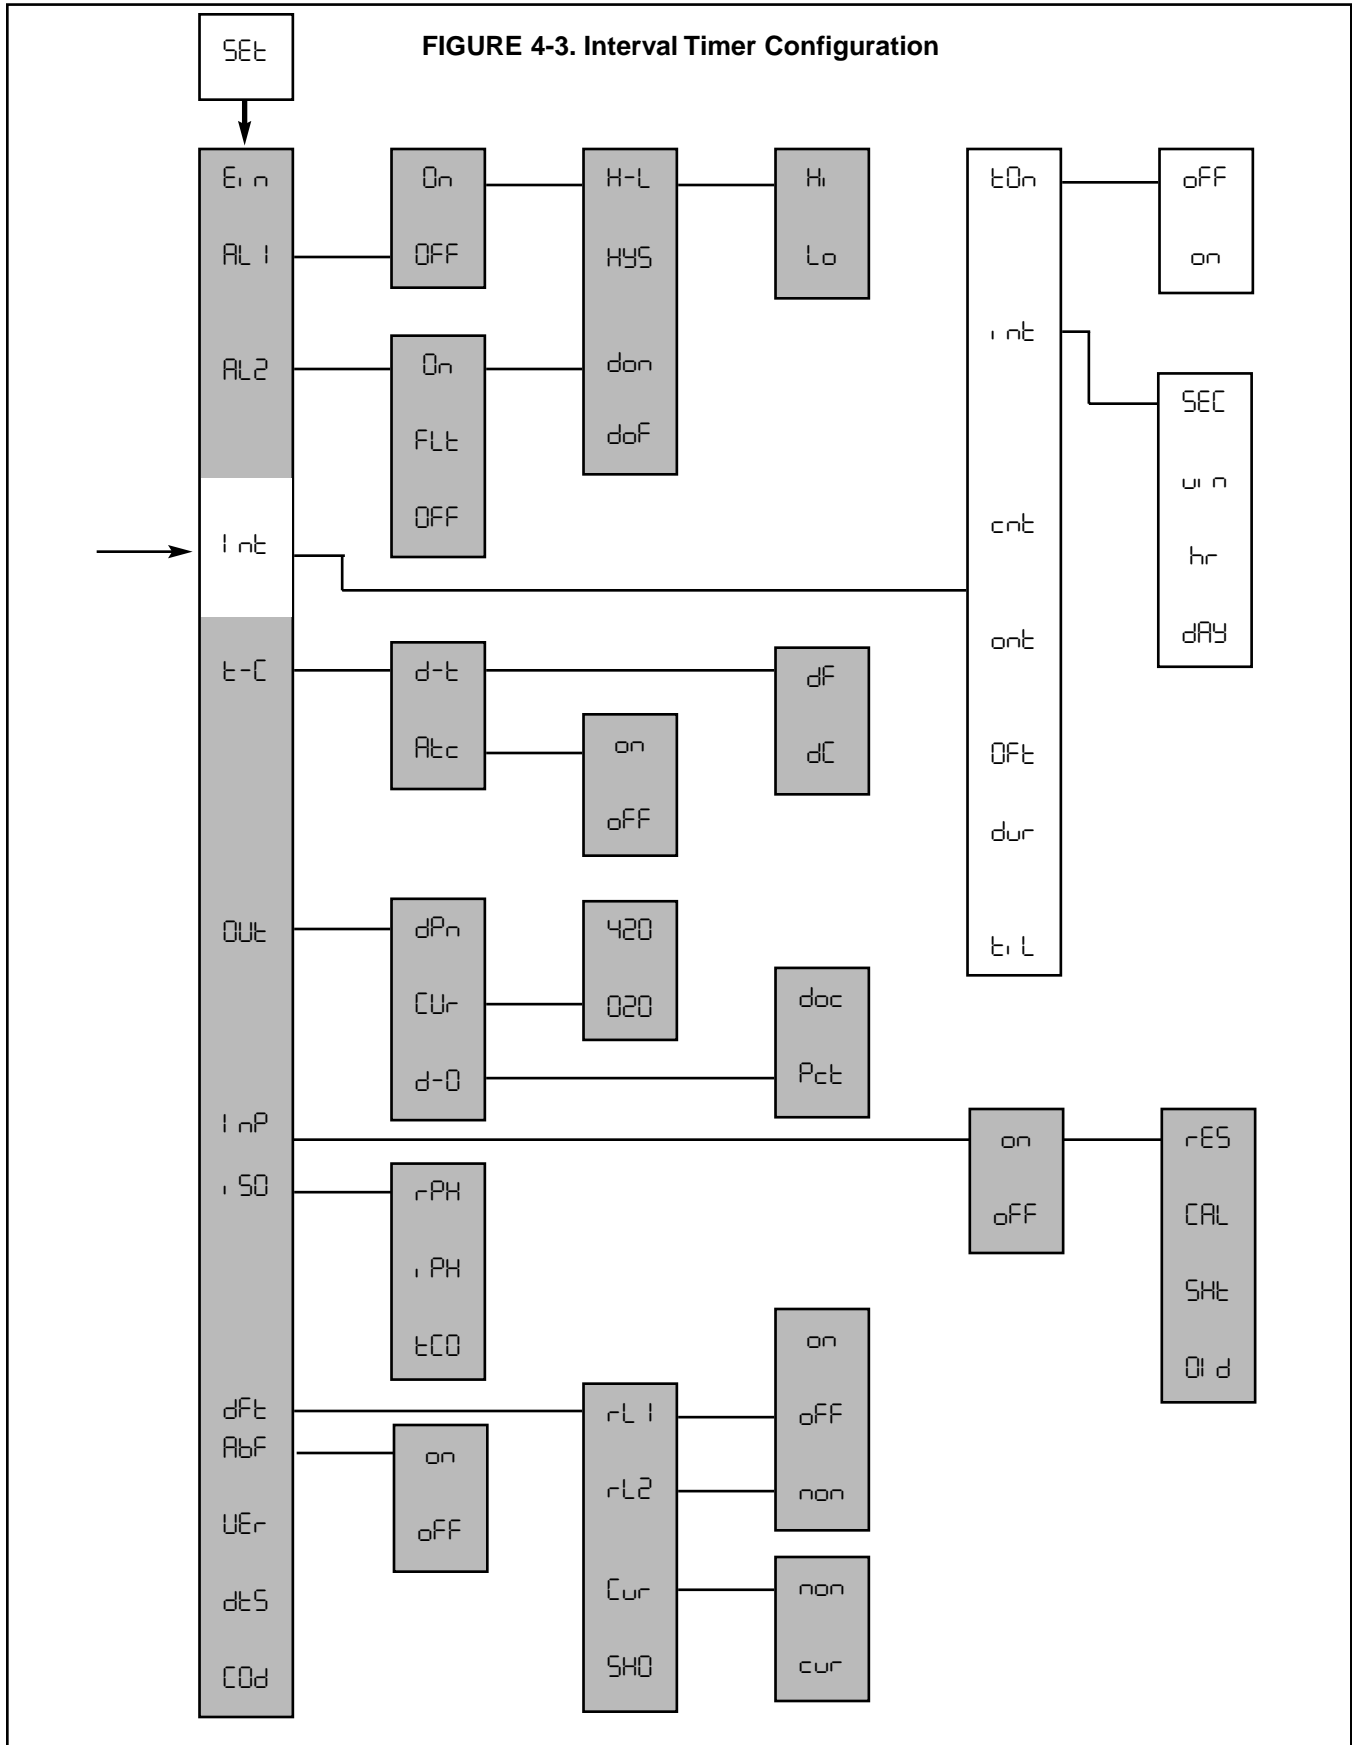 SEt
FIGURE 4-3. Interval Timer Configuration
Ein
AL1
AL2
Int
t-C
OUt
InP
iSO
dFt
AbF
UEr
dtS
COd
On
OFF
On
FLt
OFF
H-L
HYS
don
doF
Hi
Lo
tOn
int
cnt
ont
OFt
dur
tiL
oFF
on
SEC
uin
hr
dAY
d-t
Atc
on
oFF
dF
dC
dPn
CUr
d-O
420
020
doc
Pct
on
oFF
rES
CAL
SHt
OId
rPH
iPH
tCO
on
oFF
rL1
rL2
Cur
SHO
on
oFF
non
non
cur